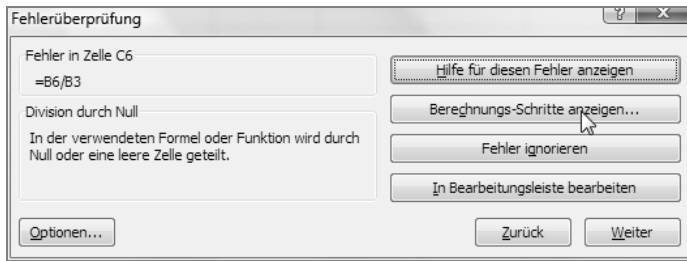 Fehlerüberprüfung
Fehler in Zelle C6
=B6/B3
Division durch Null
In der verwendeten Formel oder Funktion wird durch
Null oder eine leere Zelle geteilt.
Hilfe für diesen Fehler anzeigen
Berechnungs-Schritte anzeigen...
Fehler ignorieren
In Bearbeitungsleiste bearbeiten
Optionen...
Zurück
Weiter